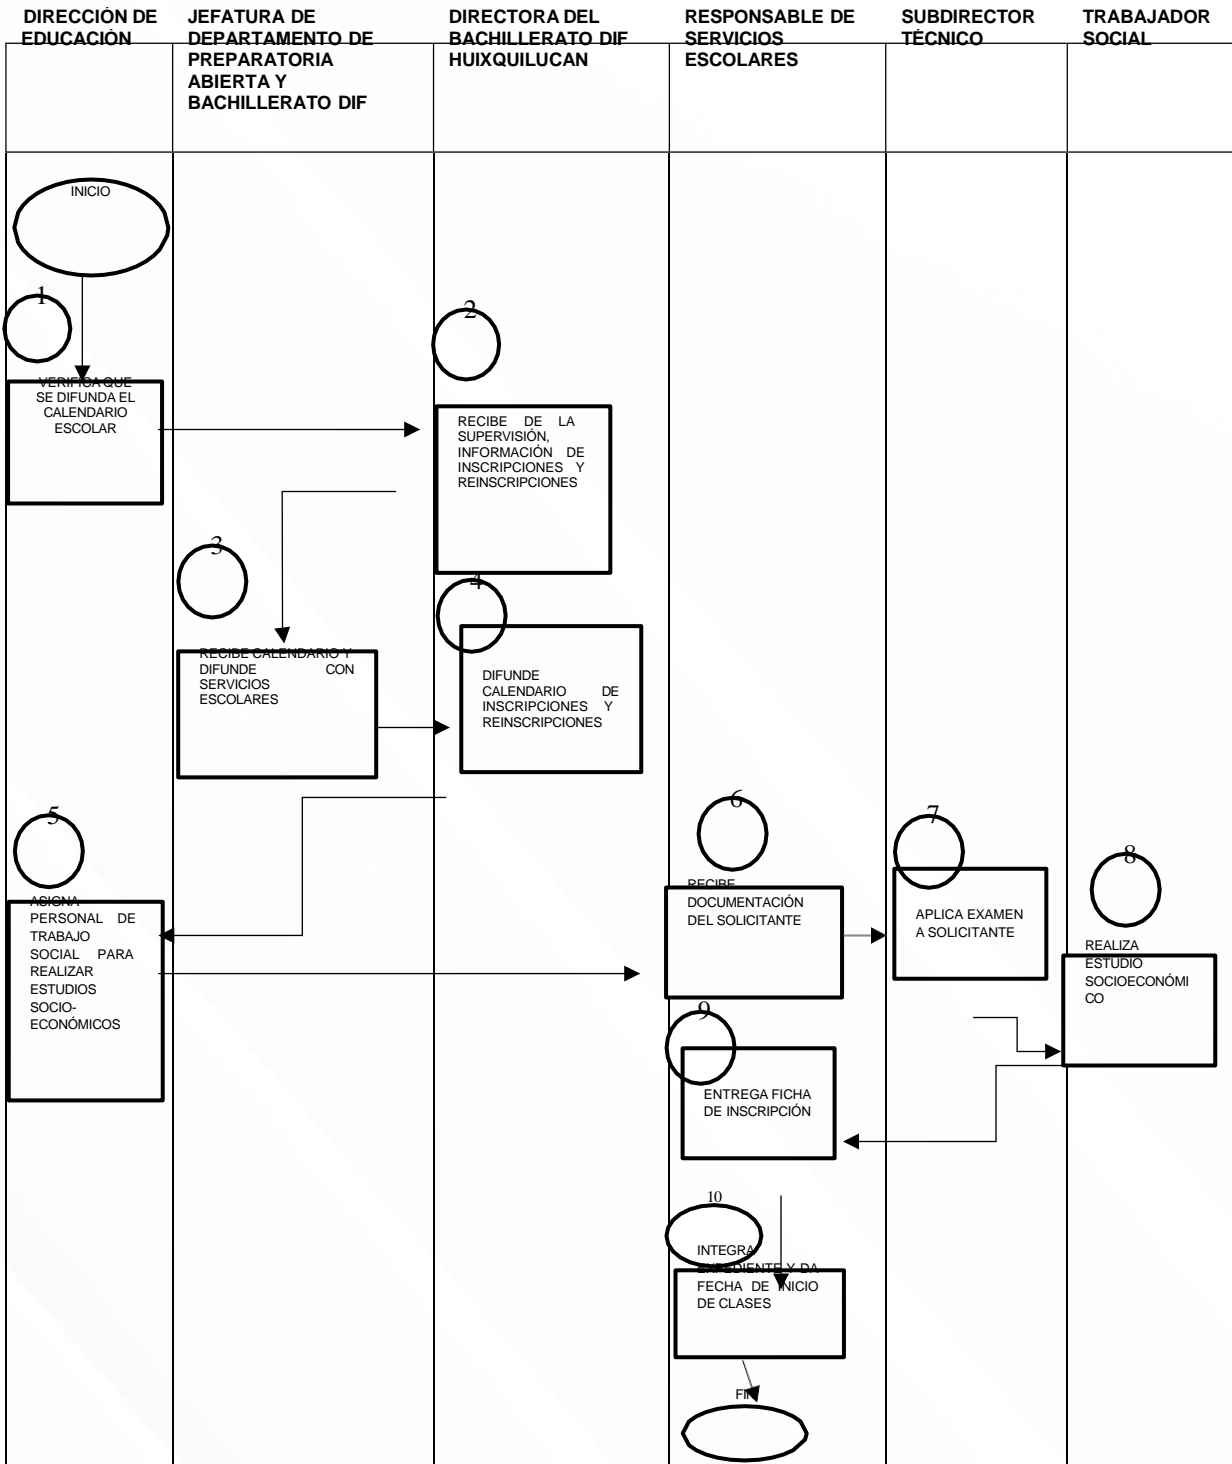 DIRECCIÓN DE
EDUCACIÓN
JEFATURA DE
DEPARTAMENTO DE
PREPARATORIA
ABIERTA Y
BACHILLERATO DIF
DIRECTORA DEL
BACHILLERATO DIF
HUIXQUILUCAN
RESPONSABLE DE
SERVICIOS
ESCOLARES
SUBDIRECTOR
TÉCNICO
TRABAJADOR
SOCIAL
INICIO
1
VERIFICA QUE
SE DIFUNDA EL
CALENDARIO
ESCOLAR
2
RECIBE DE LA
SUPERVISIÓN,
INFORMACIÓN DE
INSCRIPCIONES Y
REINSCRIPCIONES
3
RECIBE CALENDARIO Y
DIFUNDE CON
SERVICIOS
ESCOLARES
4
DIFUNDE
CALENDARIO DE
INSCRIPCIONES Y
REINSCRIPCIONES
5
ASIGNA
PERSONAL DE
TRABAJO
SOCIAL PARA
REALIZAR
ESTUDIOS
SOCIO-
ECONÓMICOS
6
RECIBE
DOCUMENTACIÓN
DEL SOLICITANTE
7
APLICA EXAMEN
A SOLICITANTE
8
REALIZA
ESTUDIO
SOCIOECONÓMI
CO
9
ENTREGA FICHA
DE INSCRIPCIÓN
10
INTEGRA
EXPEDIENTE Y DA
FECHA DE INICIO
DE CLASES
FIN